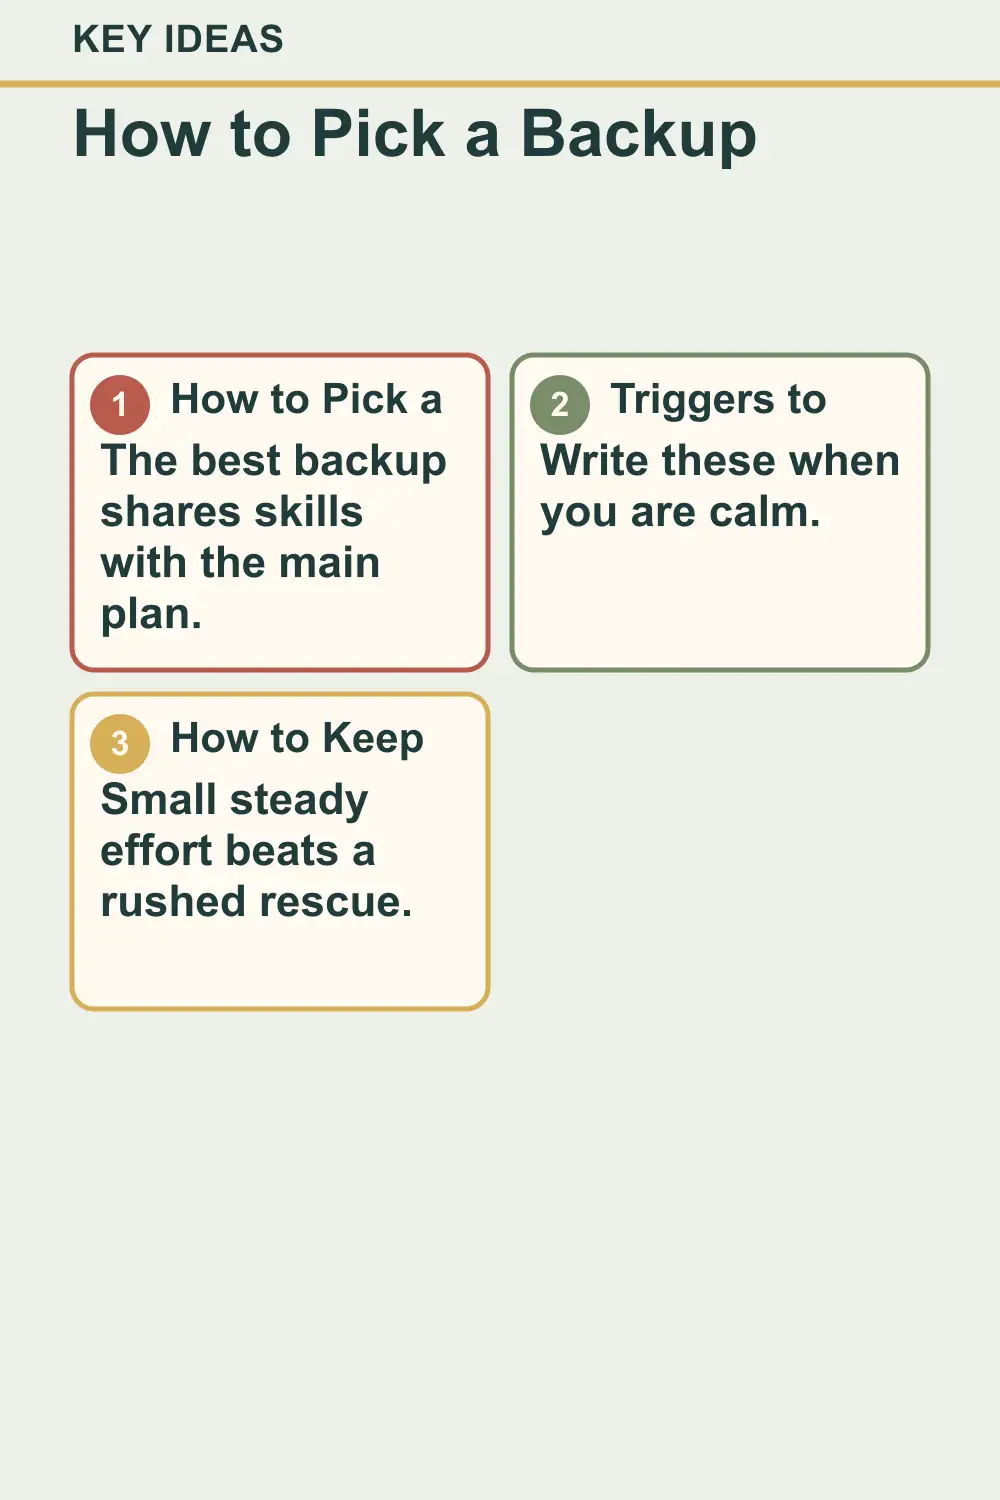 KEY IDEAS
How to Pick a Backup
1 How to Pick a
The best backup
shares skills
with the main
plan.
2 Triggers to
Write these when
you are calm.
3 How to Keep
Small steady
effort beats a
rushed rescue.